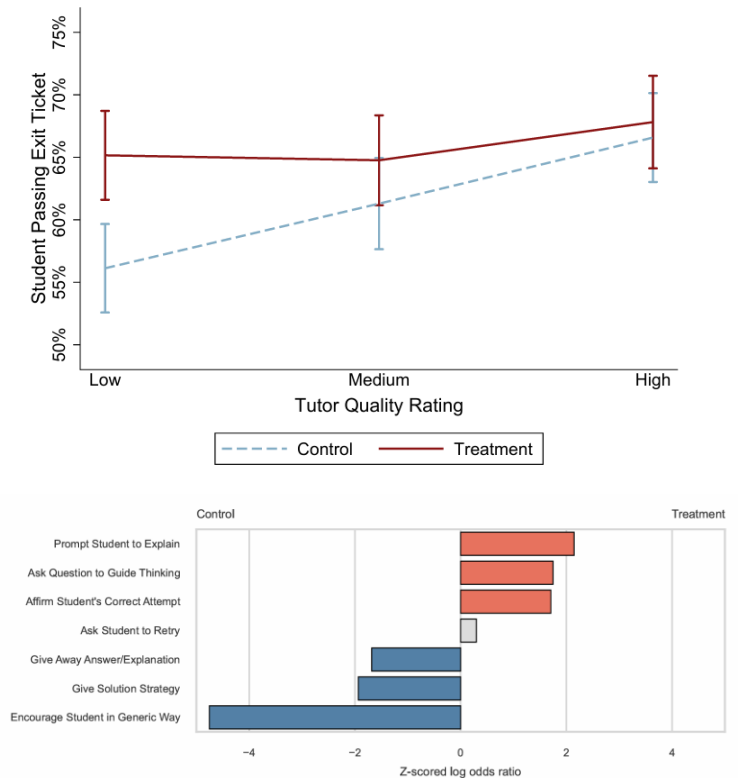 75%
70%
65%
60%
55%
50%
Student Passing Exit Ticket
Low Medium High
Tutor Quality Rating
Control Treatment
Control Treatment
Prompt Student to Explain
Ask Question to Guide Thinking
Affirm Student's Correct Attempt
Ask Student to Retry
Give Away Answer/Explanation
Give Solution Strategy
Encourage Student in Generic Way
−4 −2 0 2 4
Z-scored log odds ratio